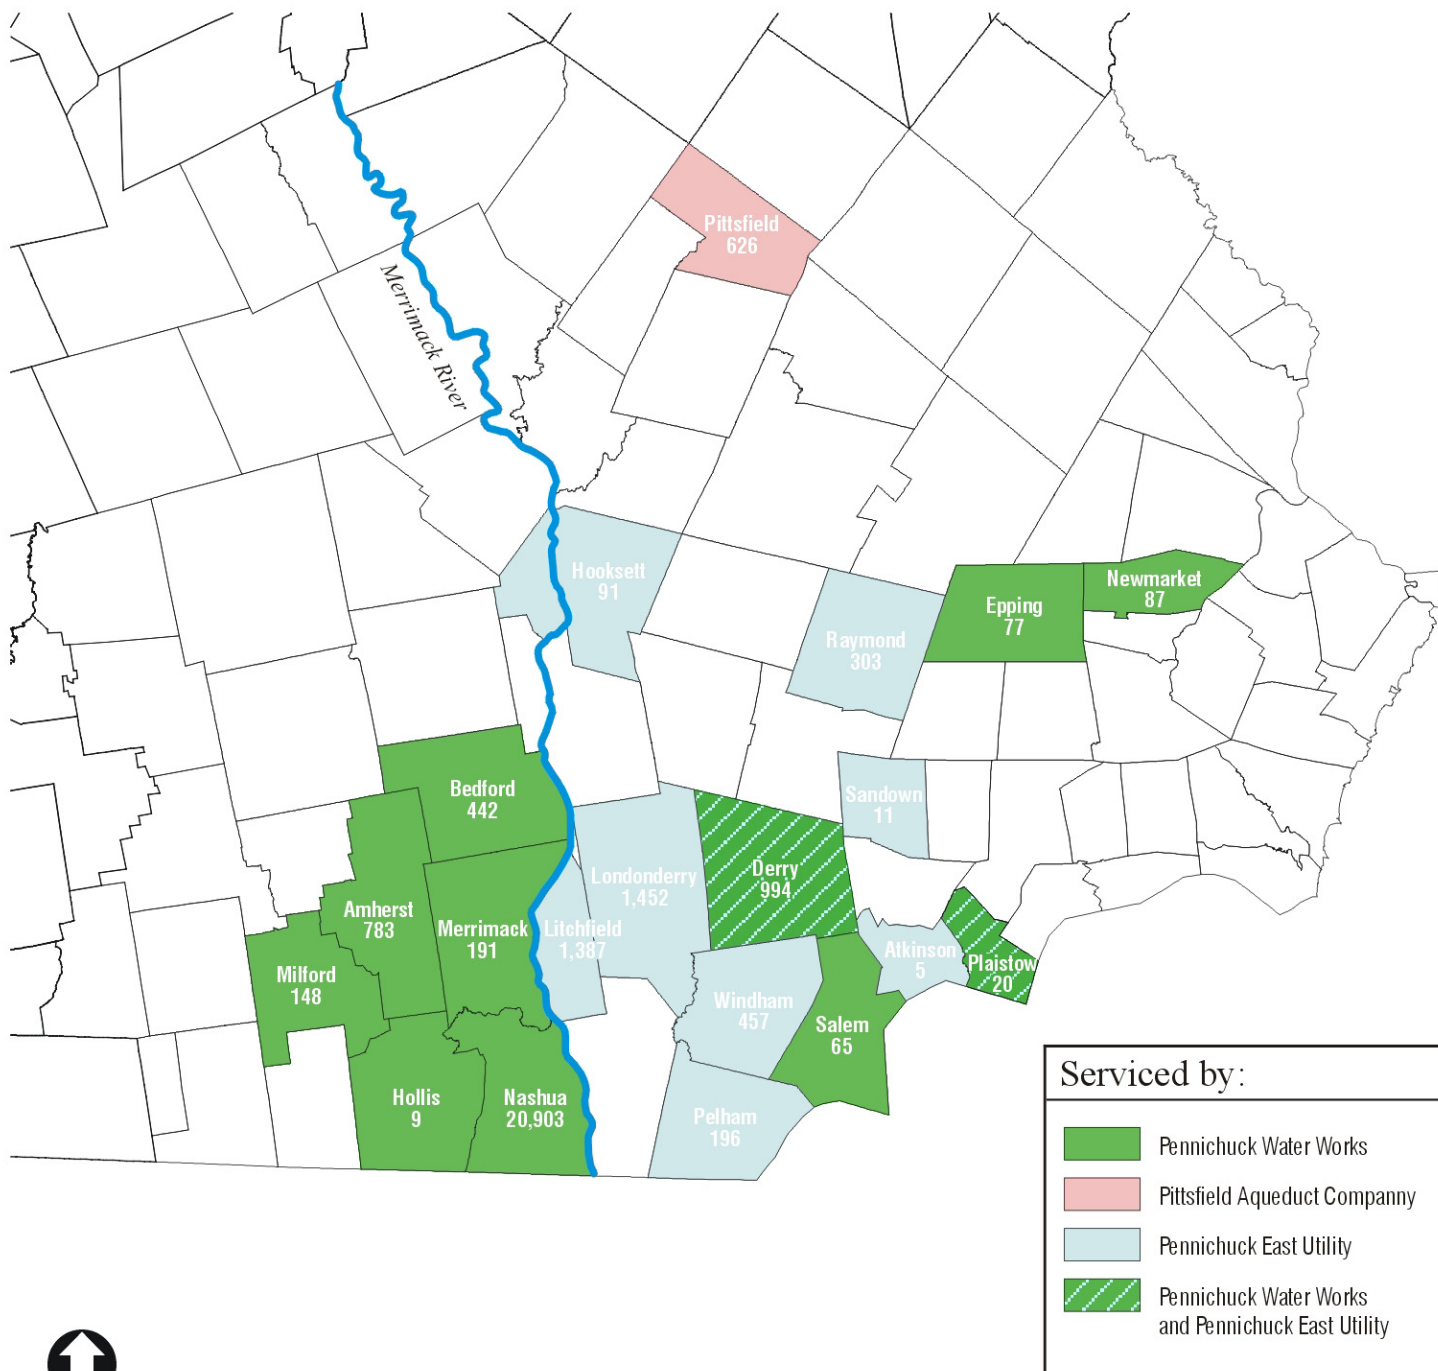 Pittsfield
626
Merrimack River
Hooksett
91
Raymond
303
Epping
77
Newmarket
87
Bedford
442
Sandown
11
Londonderry
1,452
Derry
994
Amherst
783
Merrimack
191
Litchfield
1,387
Atkinson
5
Plaistow
20
Milford
148
Windham
457
Salem
65
Hollis
9
Nashua
20,903
Pelham
196
Serviced by:
Pennichuck Water Works
Pittsfield Aqueduct Companny
Pennichuck East Utility
Pennichuck Water Works
and Pennichuck East Utility